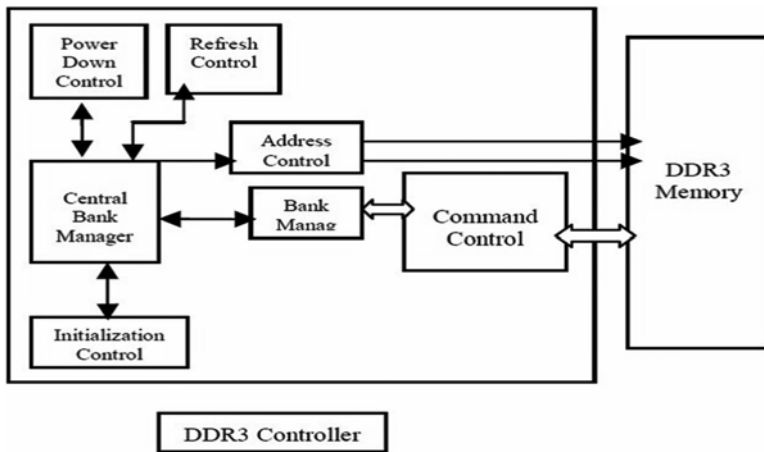 Power
Down
Control
Refresh
Control
Address
Control
Central
Bank
Manager
Bank
Manag
Command
Control
DDR3
Memory
Initialization
Control
DDR3 Controller